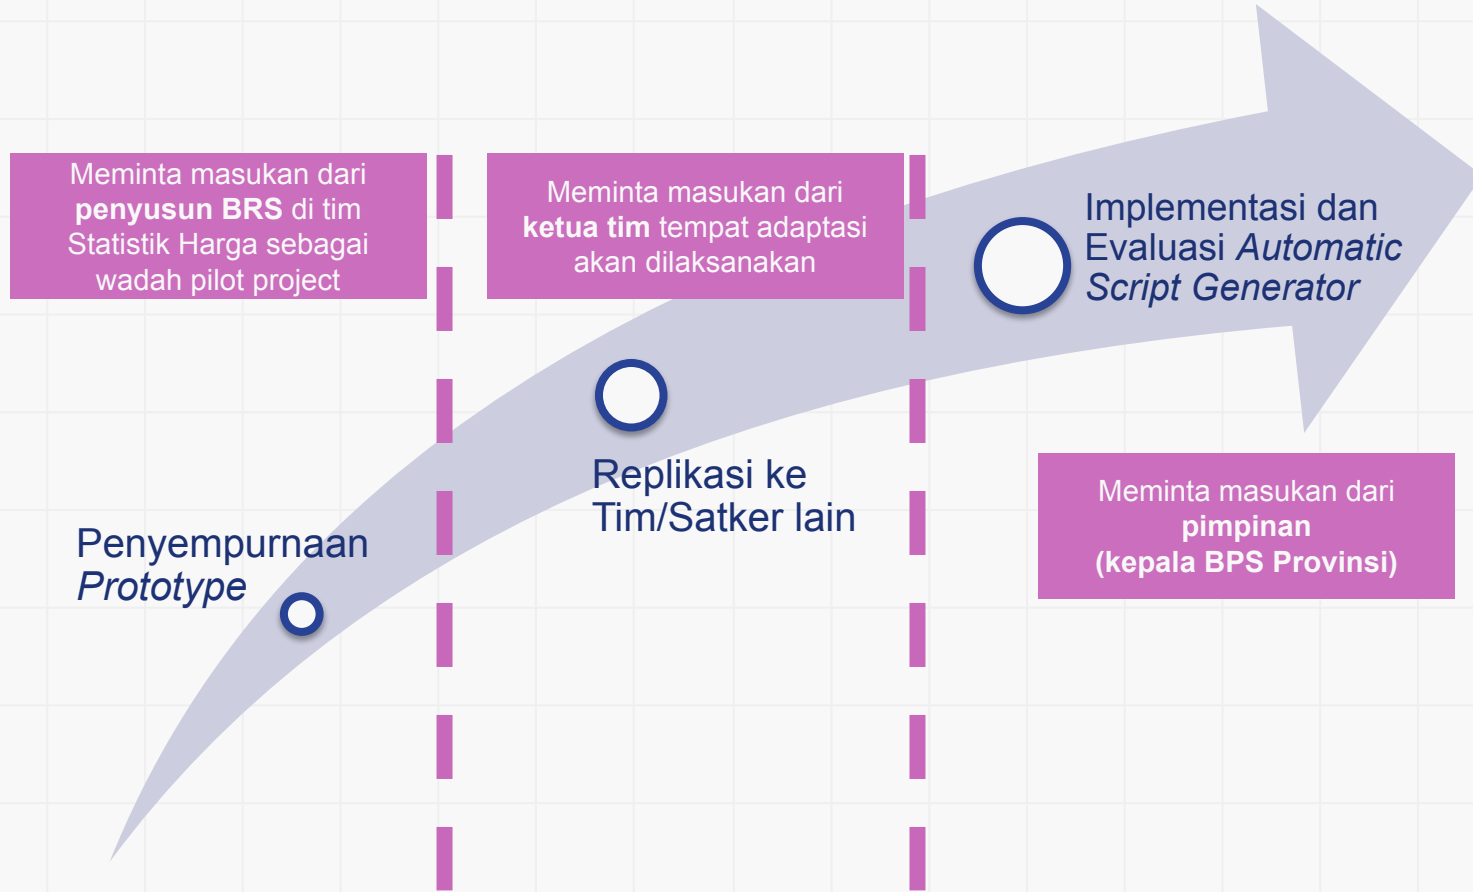 Meminta masukan dari
penyusun BRS di tim
Statistik Harga sebagai
wadah pilot project
Meminta masukan dari
ketua tim tempat adaptasi
akan dilaksanakan
Implementasi dan
Evaluasi Automatic
Script Generator
Replikasi ke
Tim/Satker lain
Meminta masukan dari
pimpinan
(kepala BPS Provinsi)
Penyempurnaan
Prototype